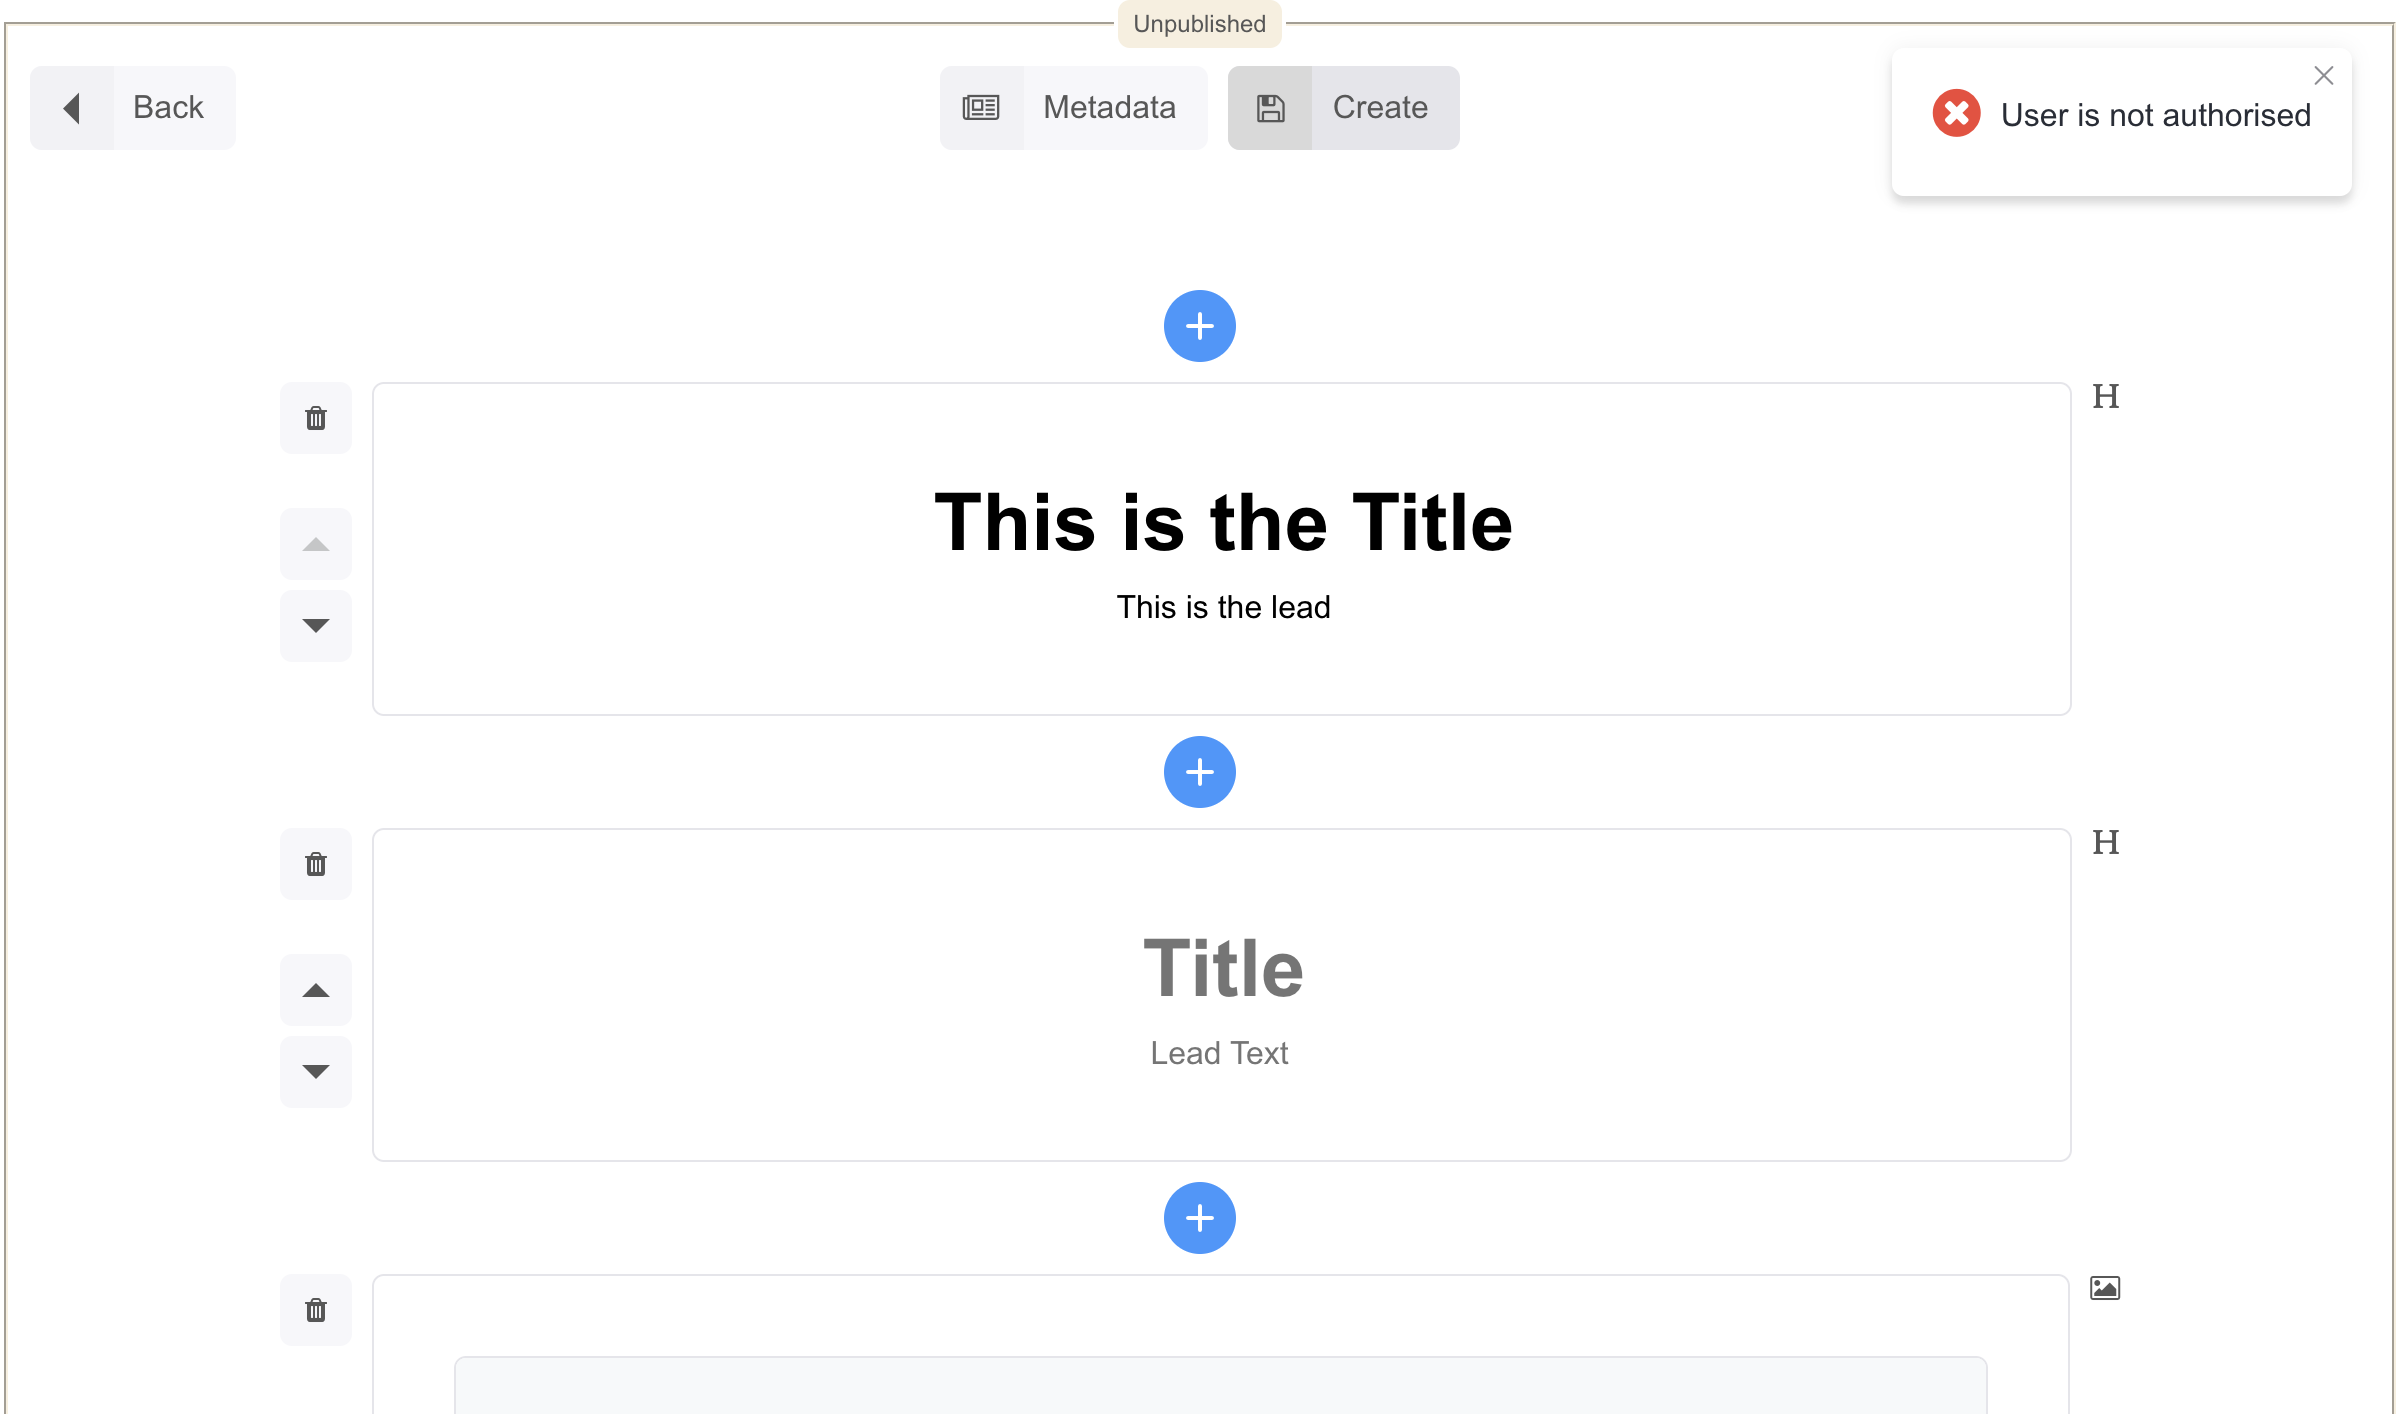 Unpublished
Back
Metadata
Create
User is not authorised
H
This is the Title
This is the lead
H
Title
Lead Text